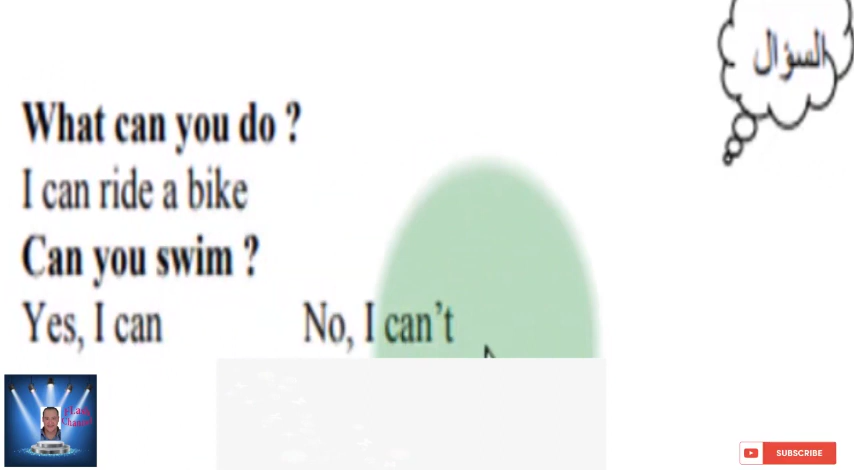 السؤال
What can you do ?
I can ride a bike
Can you swim ?
Yes, I can No, I can't
SUBSCRIBE